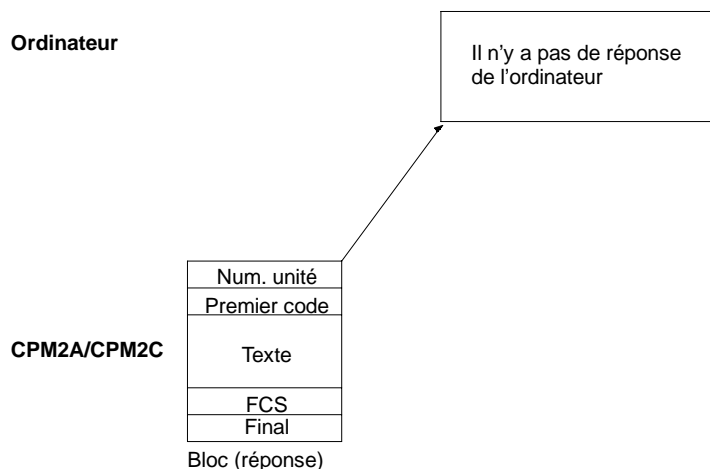 Ordinateur
Il n'y a pas de réponse
de l'ordinateur
Num. unité
Premier code
CPM2A/CPM2C
Texte
FCS
Final
Bloc (réponse)